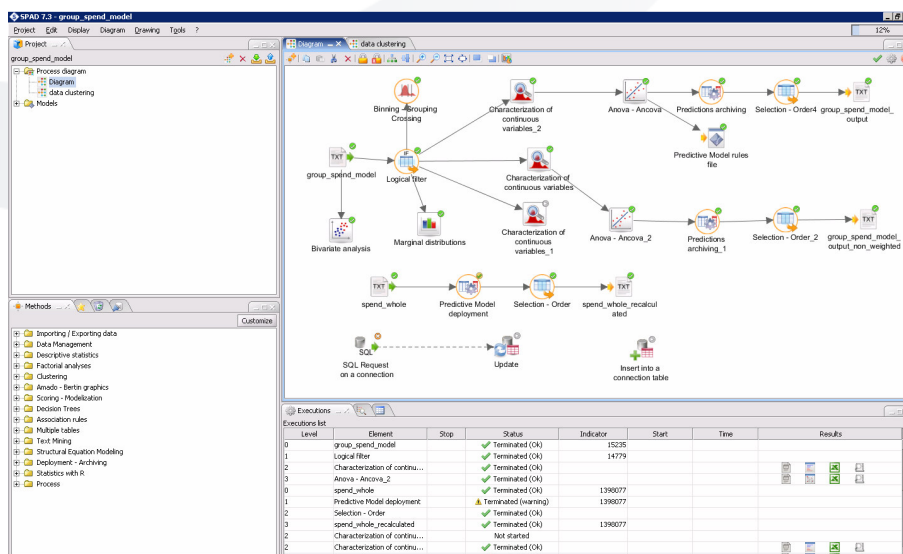 SPAD 7.3 - group_spend_model
Project Edit Display Diagram Drawing Tools ?
12%
Project
group_spend_model
Process diagram
Diagram
data clustering
Models
Diagram
data clustering
Binning - Grouping
Crossing
Characterization of
continuous
variables_2
Anova - Ancova
Predictions archiving
Selection - Order4
TXT
group_spend_model_
output
TXT
group_spend_model
IF
Logical filter
Characterization of
continuous variables
Predictive Model rules
file
Bivariate analysis
Marginal distributions
Characterization of
continuous
variables_1
Anova - Ancova_2
Predictions
archiving_1
Selection - Order_2
TXT
group_spend_model_
output_non_weighted
TXT
spend_whole
Predictive Model
deployment
Selection - Order
TXT
spend_whole_recalcul
ated
SQL
SQL Request
on a connection
Update
Insert into a
connection table
Methods
Customize
Importing / Exporting data
Data Management
Descriptive statistics
Factorial analyses
Clustering
Amado - Bertin graphics
Scoring - Modelization
Decision Trees
Association rules
Multiple tables
Text Mining
Structural Equation Modeling
Deployment - Archiving
Statistics with R
Process
Executions
Executions list
Level Element Stop Status Indicator Start Time Results
0 group_spend_model Terminated (Ok) 15235
1 Logical filter Terminated (Ok) 14779
2 Characterization of continu... Terminated (Ok)
3 Anova - Ancova_2 Terminated (Ok)
0 spend_whole Terminated (Ok) 1398077
1 Predictive Model deployment Terminated (warning) 1398077
2 Selection - Order Terminated (Ok)
3 spend_whole_recalculated Terminated (Ok) 1398077
2 Characterization of continu... Not started
2 Characterization of continu... Terminated (Ok)